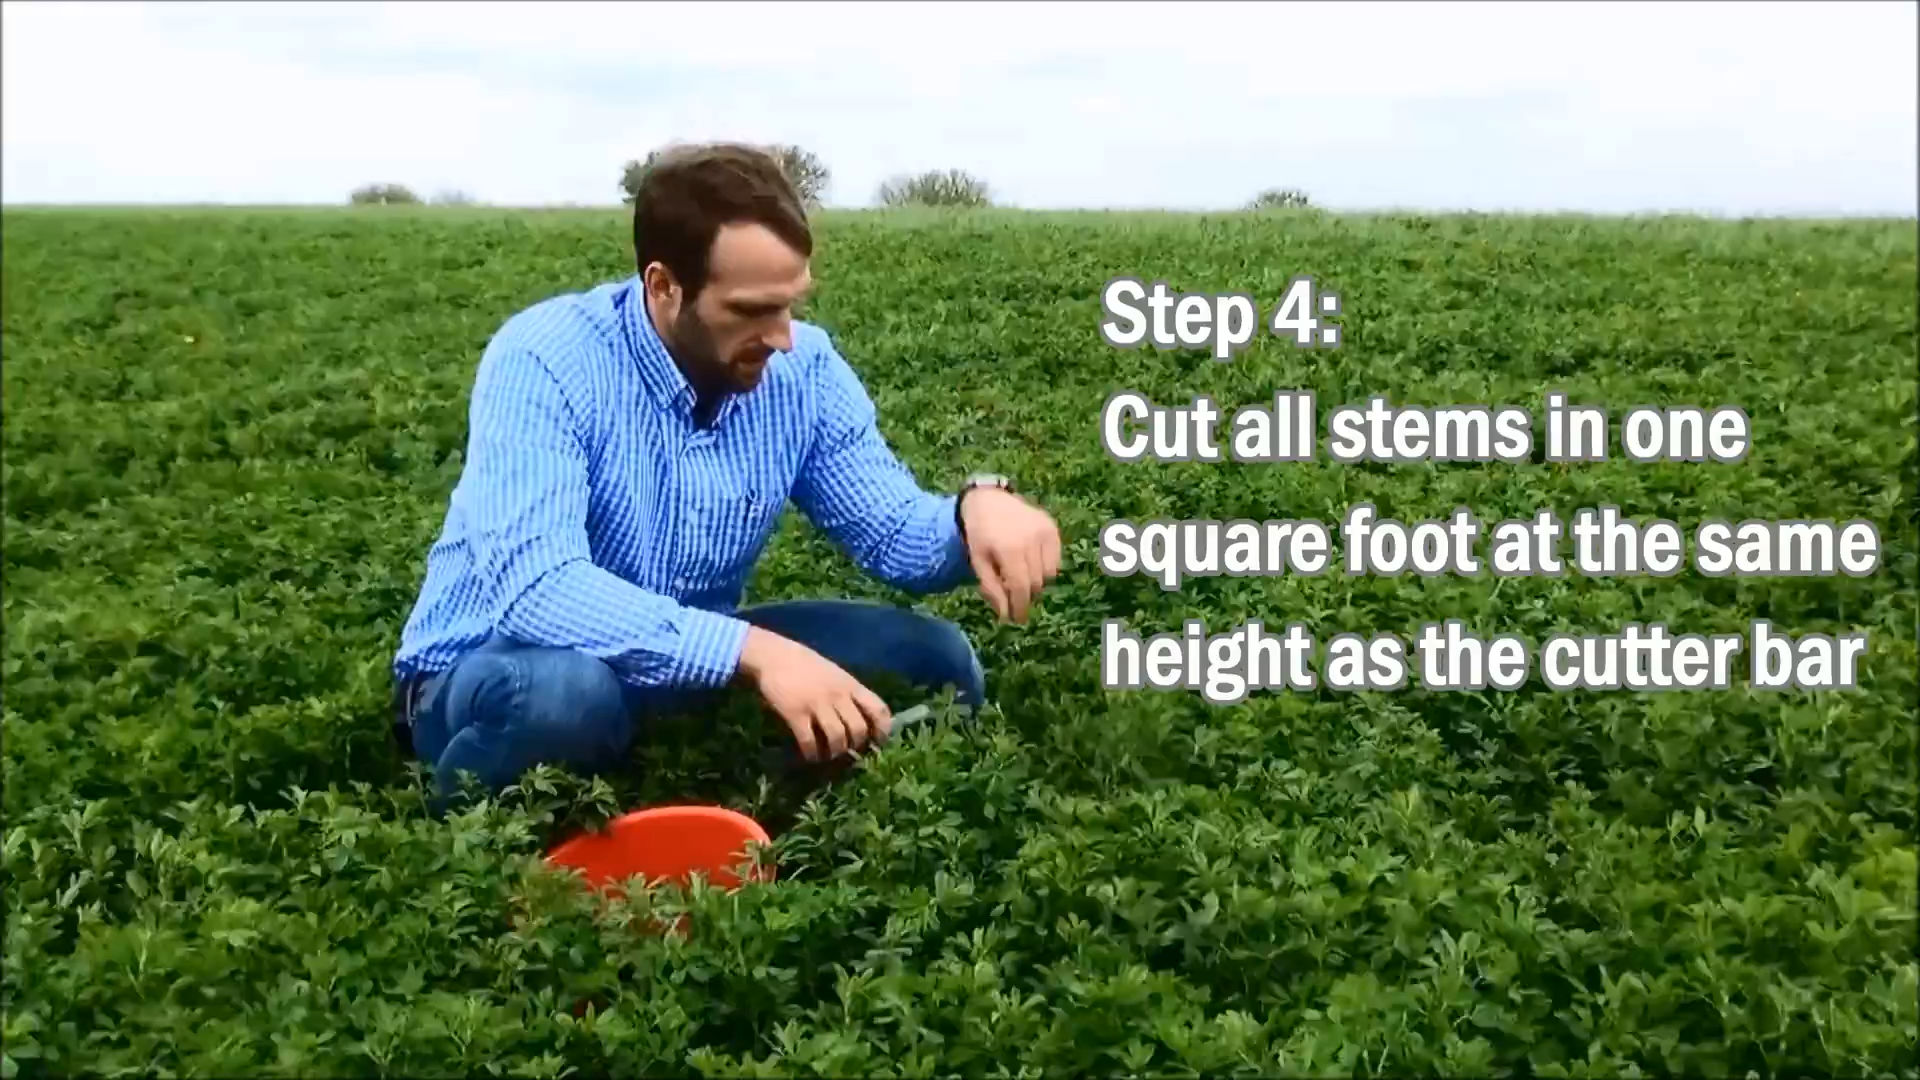 Step 4:
Cut all stems in one
square foot at the same
height as the cutter bar